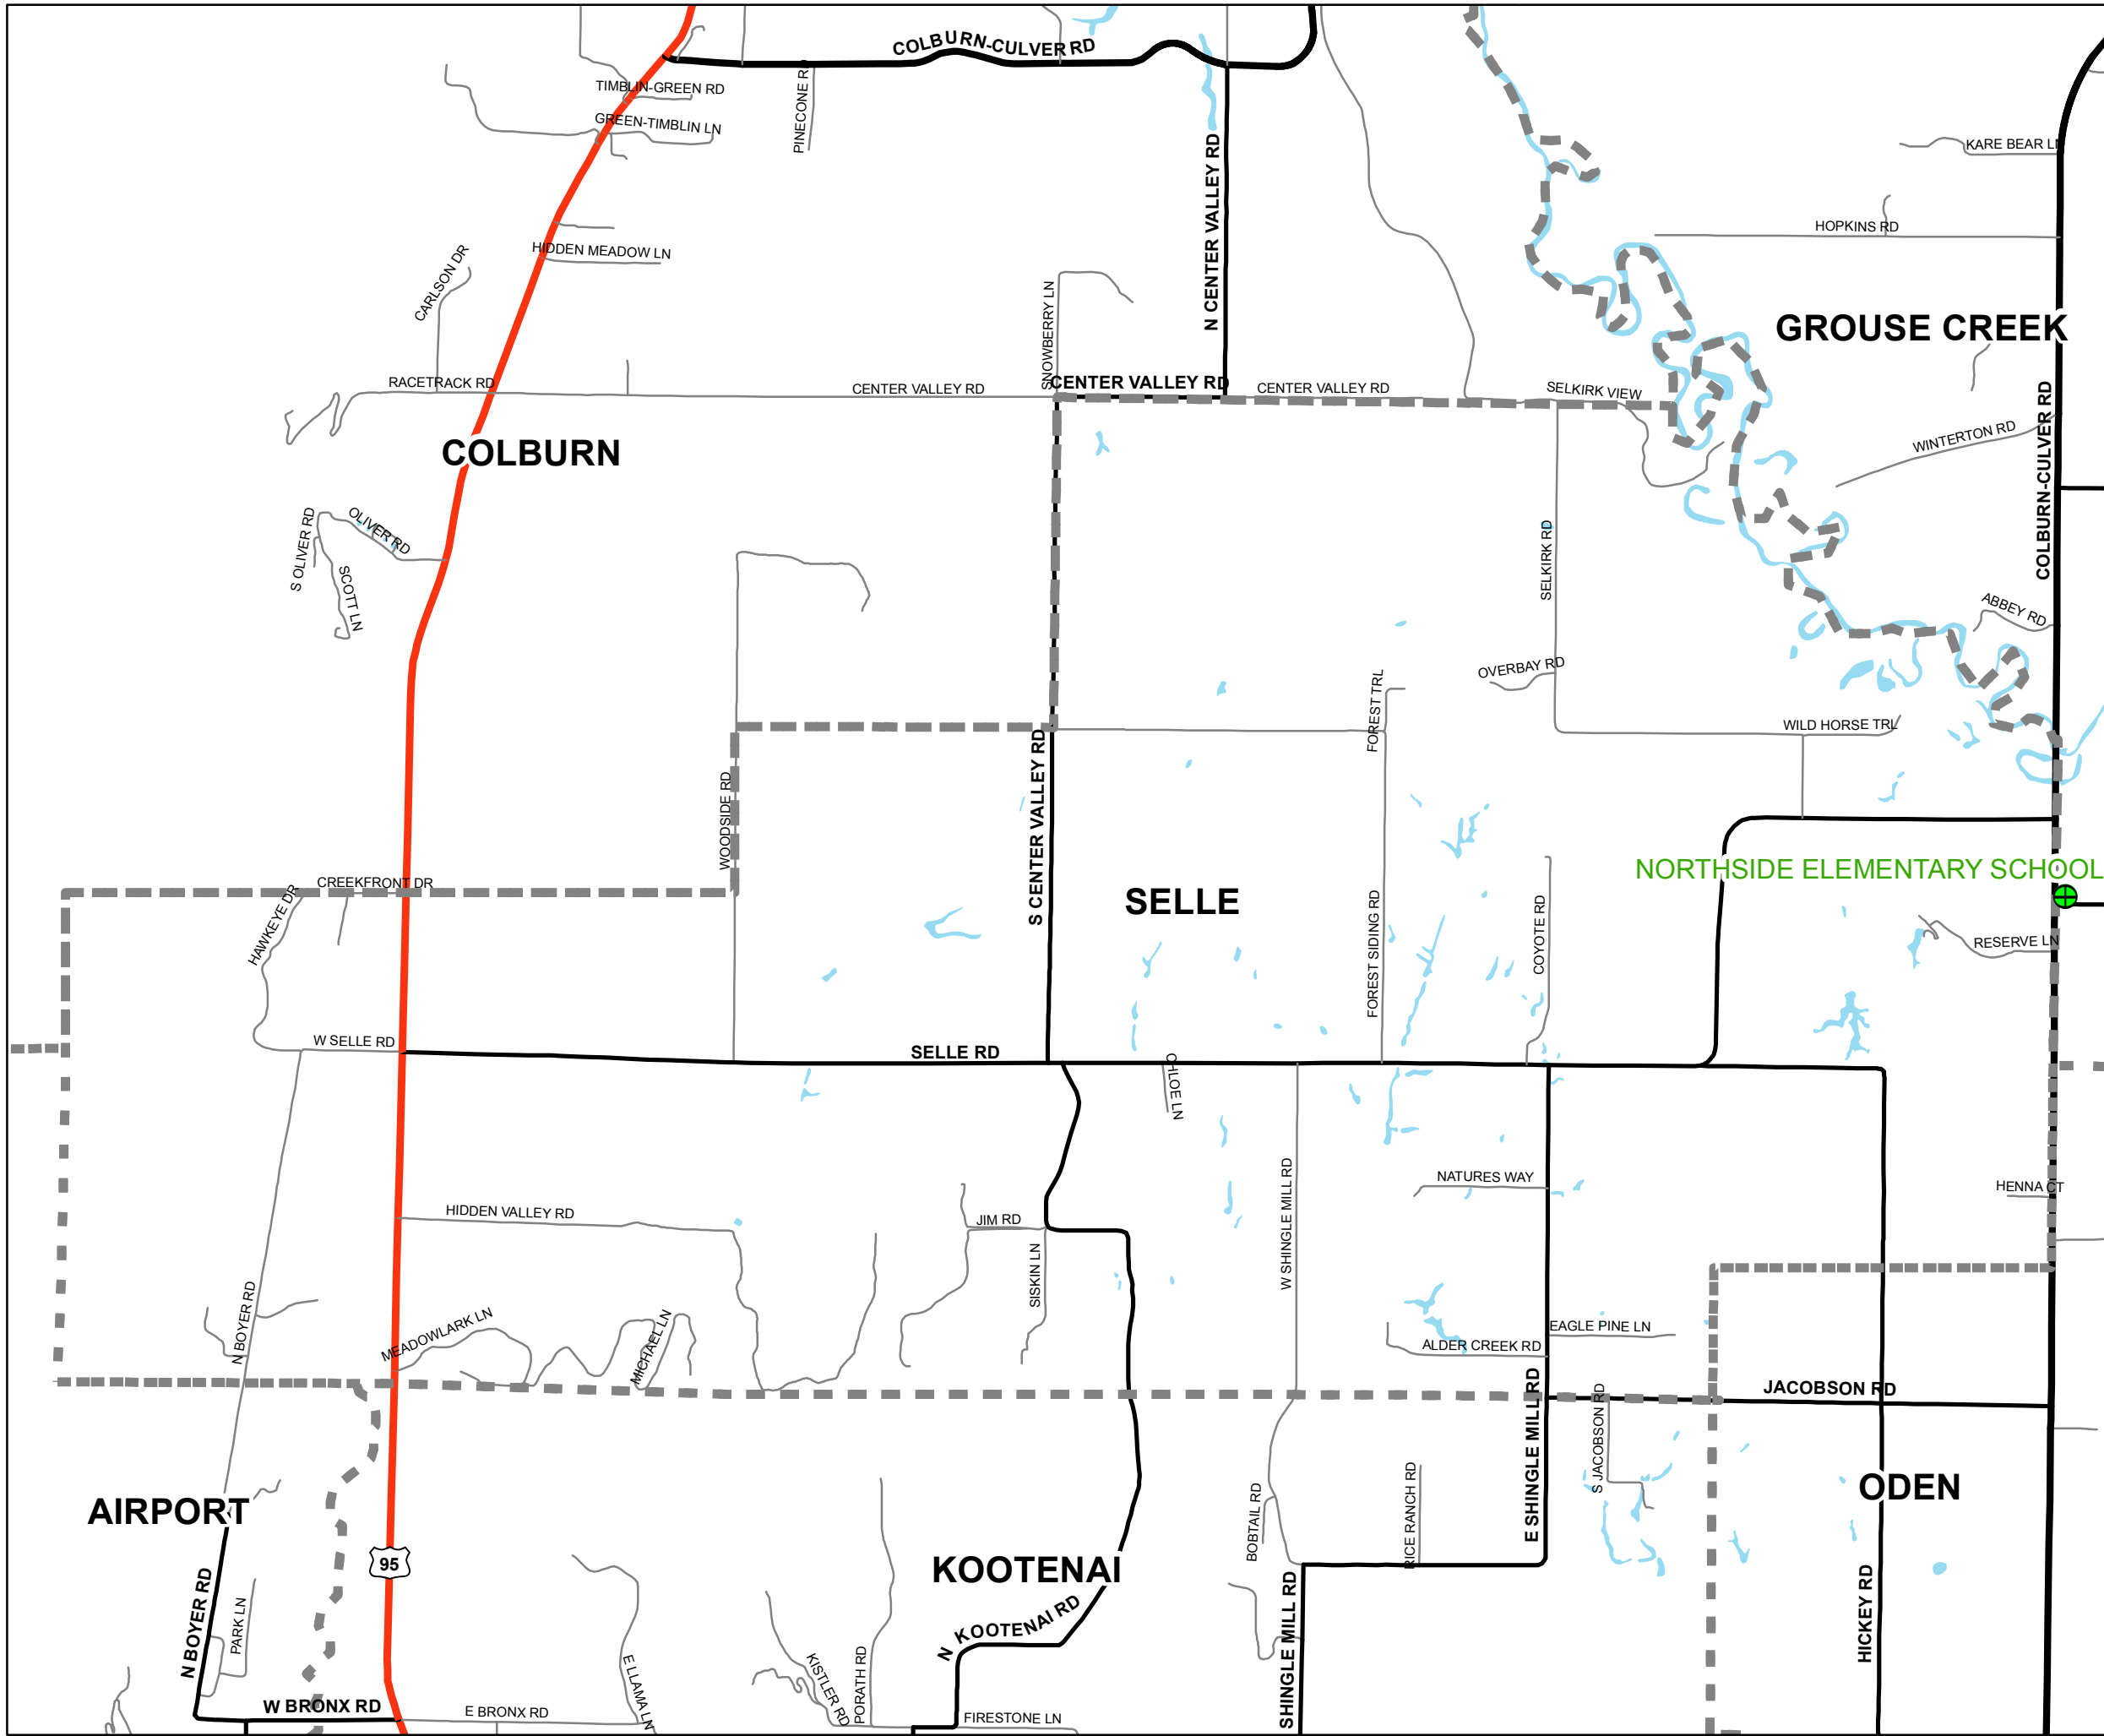 COLBURN-CULVER RD
TIMBLIN-GREEN RD
GREEN-TIMBLIN LN
PINECONE RD
N CENTER VALLEY RD
KARE BEAR LN
HOPKINS RD
HIDDEN MEADOW LN
CARLSON DR
SNOWBERRY LN
GROUSE CREEK
RACETRACK RD
CENTER VALLEY RD
CENTER VALLEY RD
CENTER VALLEY RD
SELKIRK VIEW
COLBURN
WINTERTON RD
COLBURN-CULVER RD
S OLIVER RD
OLIVER RD
SCOTT LN
SELKIRK RD
ABBEY RD
OVERBAY RD
FOREST TRL
WILD HORSE TRL
WOODSIDE RD
S CENTER VALLEY RD
NORTHSIDE ELEMENTARY SCHOOL
CREEKFRONT DR
HAWKEYE DR
SELLE
FOREST SIDING RD
COYOTE RD
RESERVE LN
W SELLE RD
SELLE RD
CHLOE LN
NATURES WAY
HENNA CT
W SHINGLE MILL RD
HIDDEN VALLEY RD
JIM RD
SISKIN LN
N BOYER RD
MEADOWLARK LN
MICHAEL LN
EAGLE PINE LN
ALDER CREEK RD
JACOBSON RD
E SHINGLE MILL RD
S JACOBSON RD
ODEN
AIRPORT
RICE RANCH RD
BOBTAIL RD
95
KOOTENAI
N BOYER RD
PARK LN
N KOOTENAI RD
SHINGLE MILL RD
HICKEY RD
E LLAMA LN
KISTLER RD
PORATH RD
W BRONX RD
E BRONX RD
FIRESTONE LN